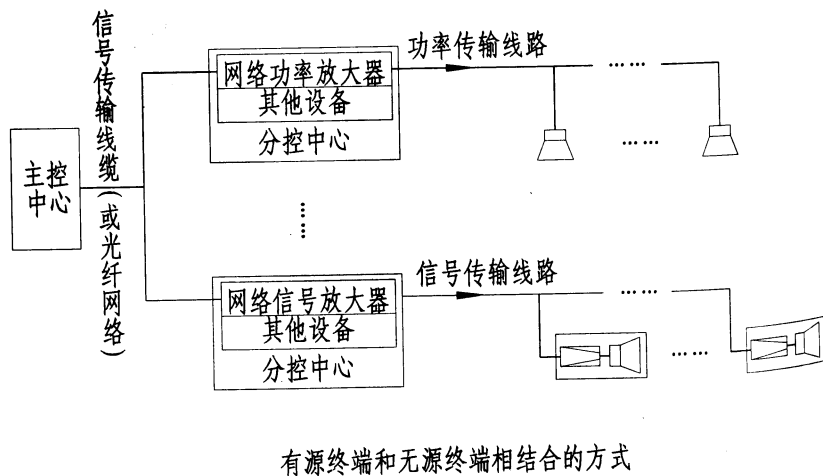 信号传输线缆(或光纤网络)
主控
中心
网络功率放大器
其他设备
分控中心
功率传输线路
网络信号放大器
其他设备
分控中心
信号传输线路
有源终端和无源终端相结合的方式